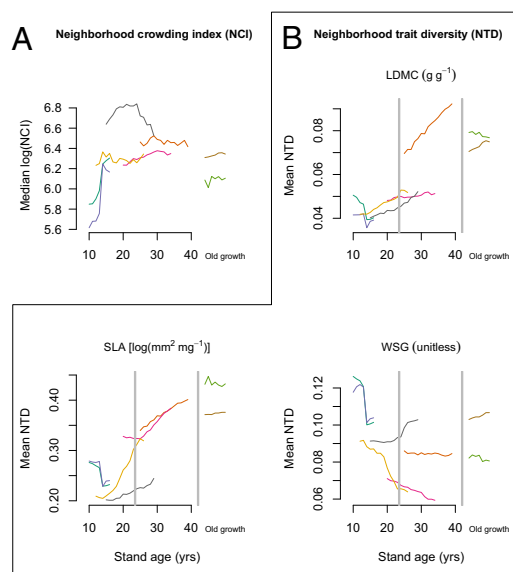 A
Neighborhood crowding index (NCI)
B
Neighborhood trait diversity (NTD)
LDMC (g g⁻¹)
Median log(NCI)
6.8
6.6
6.4
6.2
6.0
5.8
5.6
10 20 30 40
Old growth
Mean NTD
0.08
0.06
0.04
10 20 30 40
Old growth
SLA [log(mm² mg⁻¹)]
Mean NTD
0.40
0.30
0.20
10 20 30 40
Old growth
Stand age (yrs)
WSG (unitless)
Mean NTD
0.12
0.10
0.08
0.06
10 20 30 40
Old growth
Stand age (yrs)